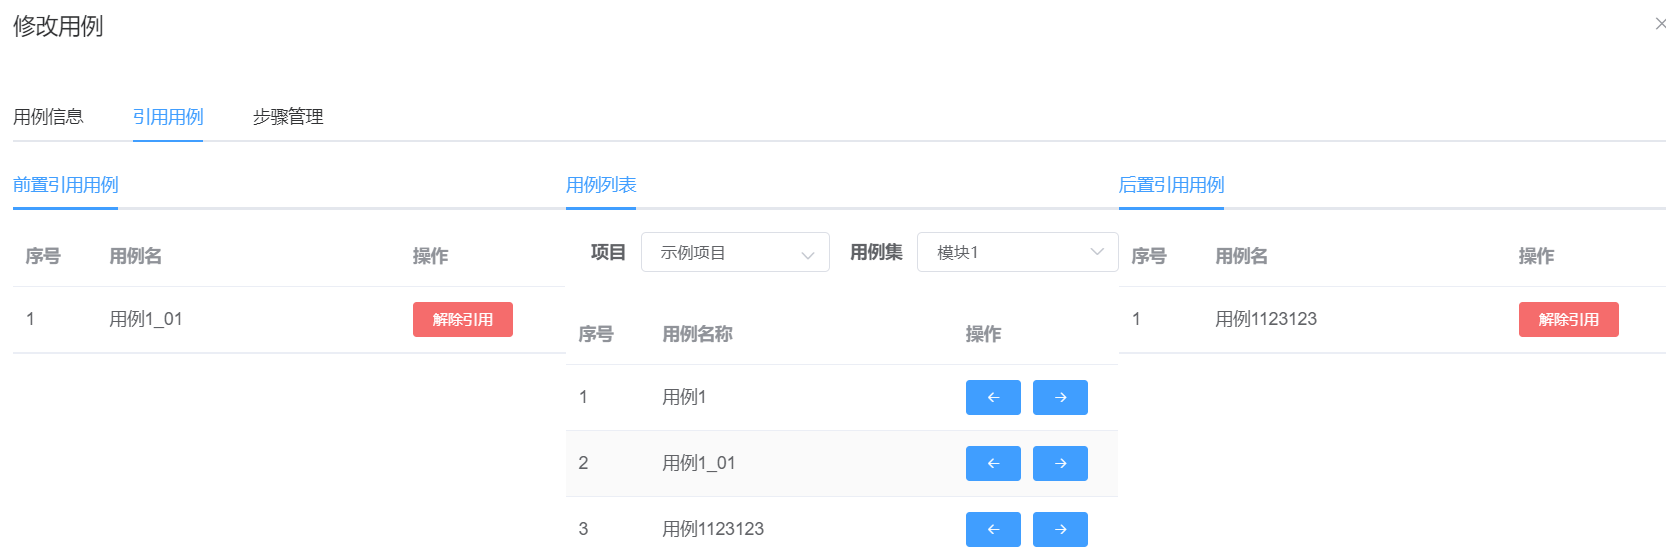 修改用例
用例信息 引用用例 步骤管理
前置引用用例 用例列表 后置引用用例
项目 示例项目 用例集 模块1
序号 用例名 操作 序号 用例名 操作
1 用例1_01 解除引用 1 用例1123123 解除引用
序号 用例名称 操作
1 用例1
2 用例1_01
3 用例1123123